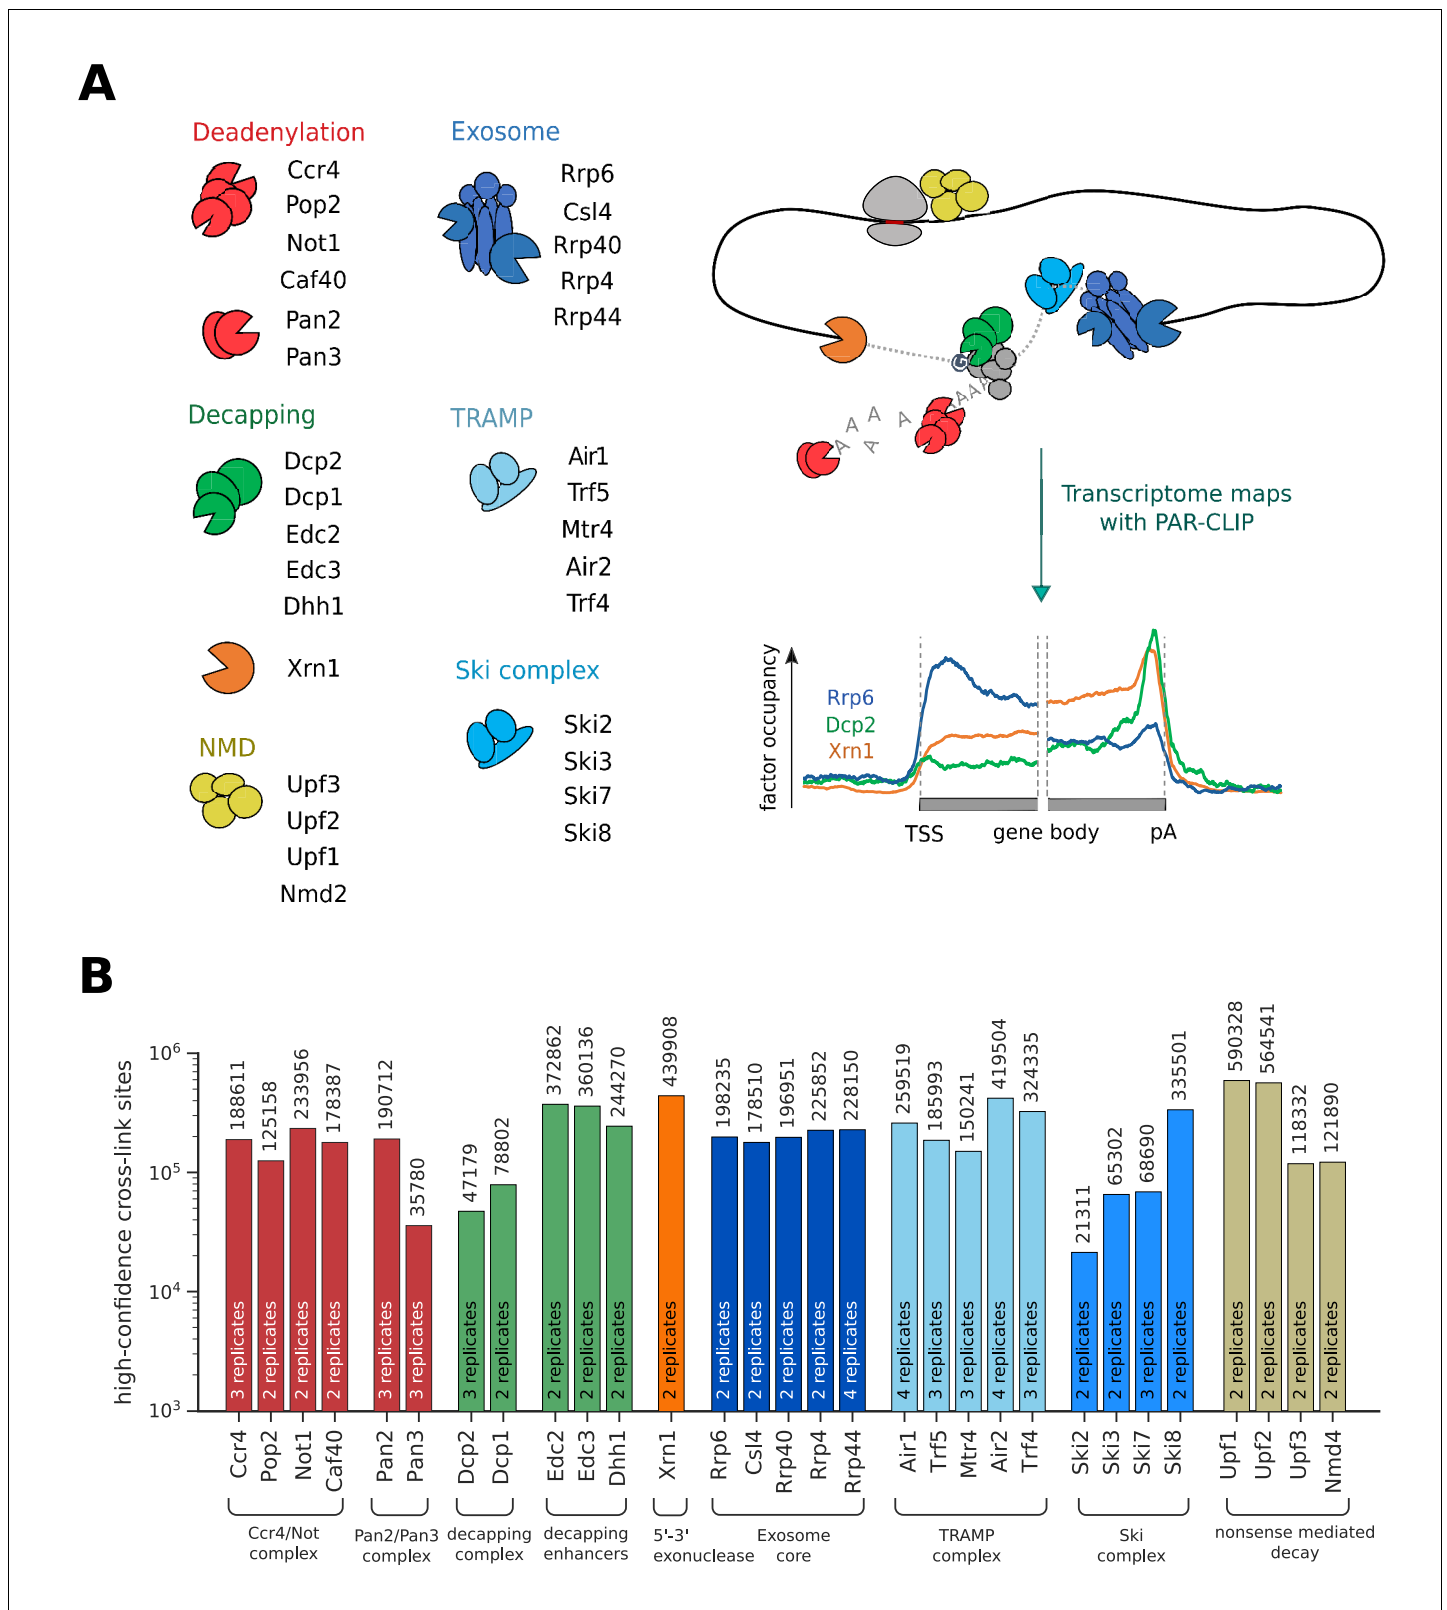 A
Deadenylation
Ccr4
Pop2
Not1
Caf40
Pan2
Pan3
Decapping
Dcp2
Dcp1
Edc2
Edc3
Dhh1
Xrn1
NMD
Upf3
Upf2
Upf1
Nmd2
Exosome
Rrp6
Csl4
Rrp40
Rrp4
Rrp44
TRAMP
Air1
Trf5
Mtr4
Air2
Trf4
Ski complex
Ski2
Ski3
Ski7
Ski8
G
AAAA
A
A
A
A
A
Transcriptome maps
with PAR-CLIP
factor occupancy
Rrp6
Dcp2
Xrn1
TSS
gene body
pA
B
high-confidence cross-link sites
10^6
10^5
10^4
10^3
188611
125158
233956
178387
190712
35780
47179
78802
372862
360136
244270
439908
198235
178510
196951
225852
228150
259519
185993
150241
419504
324335
21311
65302
68690
335501
590328
564541
118332
121890
3 replicates
2 replicates
2 replicates
2 replicates
3 replicates
3 replicates
3 replicates
2 replicates
2 replicates
2 replicates
2 replicates
2 replicates
2 replicates
2 replicates
2 replicates
2 replicates
4 replicates
4 replicates
3 replicates
3 replicates
4 replicates
3 replicates
2 replicates
2 replicates
3 replicates
2 replicates
2 replicates
2 replicates
2 replicates
2 replicates
Ccr4
Pop2
Not1
Caf40
Pan2
Pan3
Dcp2
Dcp1
Edc2
Edc3
Dhh1
Xrn1
Rrp6
Csl4
Rrp40
Rrp4
Rrp44
Air1
Trf5
Mtr4
Air2
Trf4
Ski2
Ski3
Ski7
Ski8
Upf1
Upf2
Upf3
Nmd4
Ccr4/Not
complex
Pan2/Pan3
complex
decapping
complex
decapping
enhancers
5'-3'
exonuclease
Exosome
core
TRAMP
complex
Ski
complex
nonsense mediated
decay